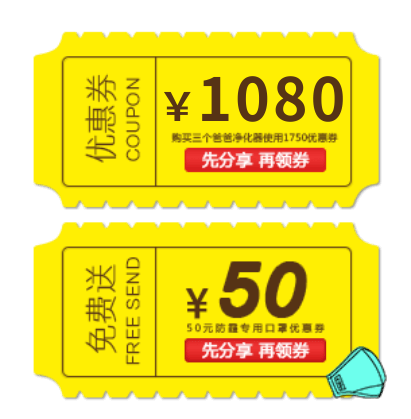 优惠券
COUPON
¥1080
购买三个爸爸净化器使用1750优惠券
先分享 再领券
免费送
FREE SEND
¥50
50元防霾专用口罩优惠券
先分享 再领券